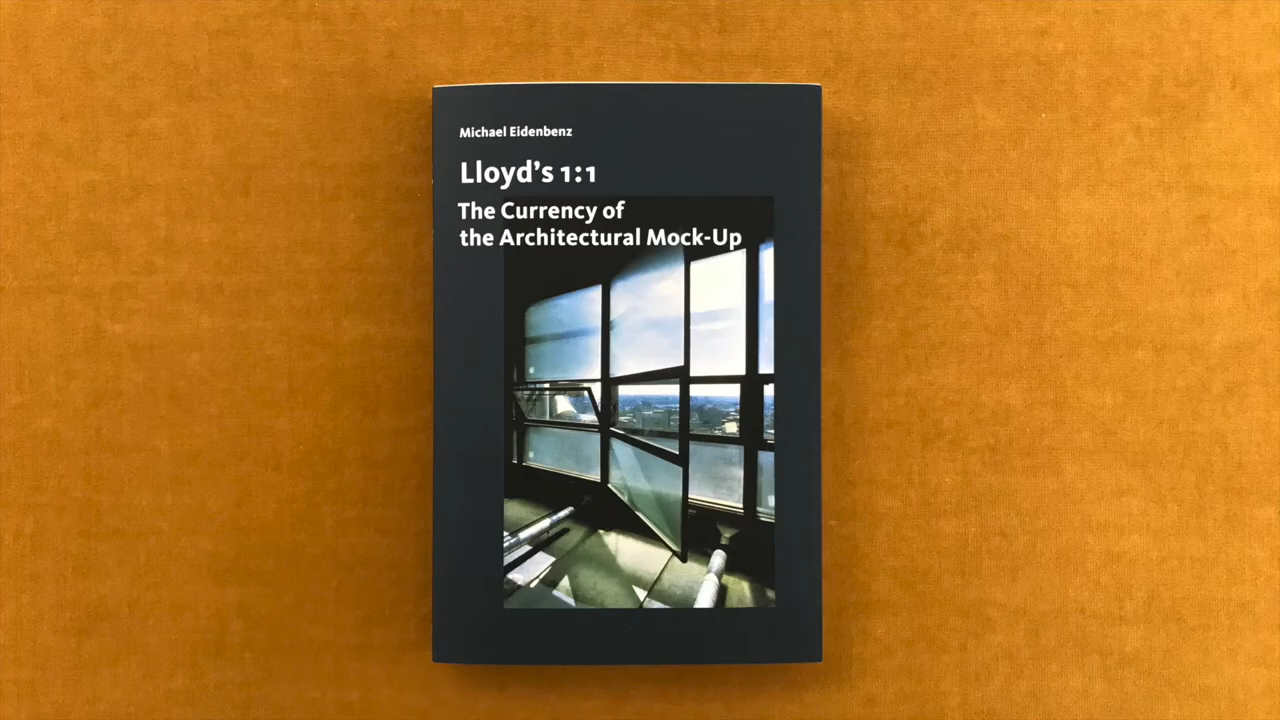 Michael Eidenbenz
Lloyd’s 1:1
The Currency of
the Architectural Mock-Up